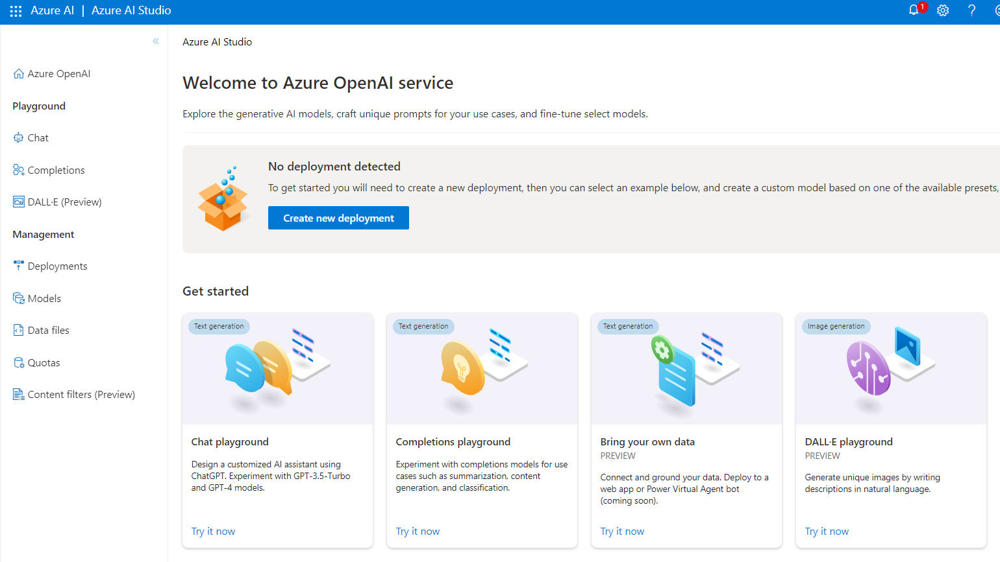 Azure AI | Azure AI Studio
1
Azure AI Studio
Azure OpenAI
Playground
Chat
Completions
DALL·E (Preview)
Management
Deployments
Models
Data files
Quotas
Content filters (Preview)
Welcome to Azure OpenAI service
Explore the generative AI models, craft unique prompts for your use cases, and fine-tune select models.
No deployment detected
To get started you will need to create a new deployment, then you can select an example below, and create a custom model based on one of the available presets,
Create new deployment
Get started
Text generation
Chat playground
Design a customized AI assistant using
ChatGPT. Experiment with GPT-3.5-Turbo
and GPT-4 models.
Try it now
Text generation
Completions playground
Experiment with completions models for use
cases such as summarization, content
generation, and classification.
Try it now
Text generation
Bring your own data
PREVIEW
Connect and ground your data. Deploy to a
web app or Power Virtual Agent bot
(coming soon).
Try it now
Image generation
DALL·E playground
PREVIEW
Generate unique images by writing
descriptions in natural language.
Try it now